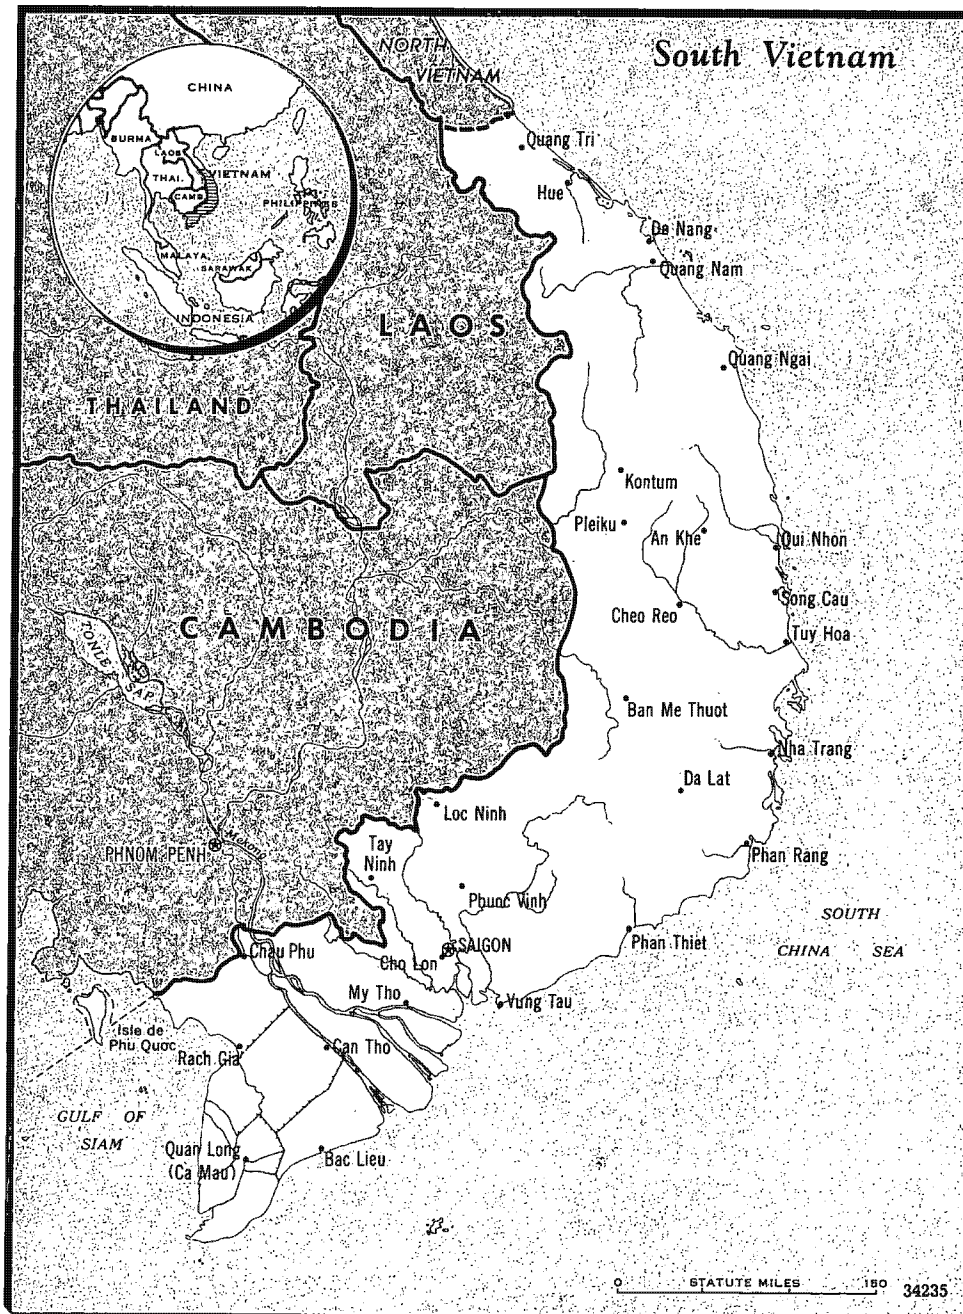 South Vietnam
NORTH
VIETNAM
CHINA
BURMA
LAOS
THAI.
VIETNAM
CAMB
PHILIPPINES
MALAYA
SARAWAK
INDONESIA
Quang Tri
Hue
Da Nang
Quang Nam
LAOS
Quang Ngai
THAILAND
Kontum
Pleiku
An Khe
Qui Nhon
Song Cau
Cheo Reo
Tuy Hoa
CAMBODIA
TONLE
SAP
Ban Me Thuot
Nha Trang
Da Lat
Loc Ninh
Mekong
PHNOM PENH
Tay
Ninh
Phan Rang
Phuoc Vinh
SOUTH
CHINA SEA
Phan Thiet
SAIGON
Cho Lon
Chau Phu
My Tho
Vung Tau
Isle de
Phu Quoc
Rach Gia
Can Tho
GULF OF
SIAM
Quan Long
(Ca Mau)
Bac Lieu
0 STATUTE MILES 150
34235